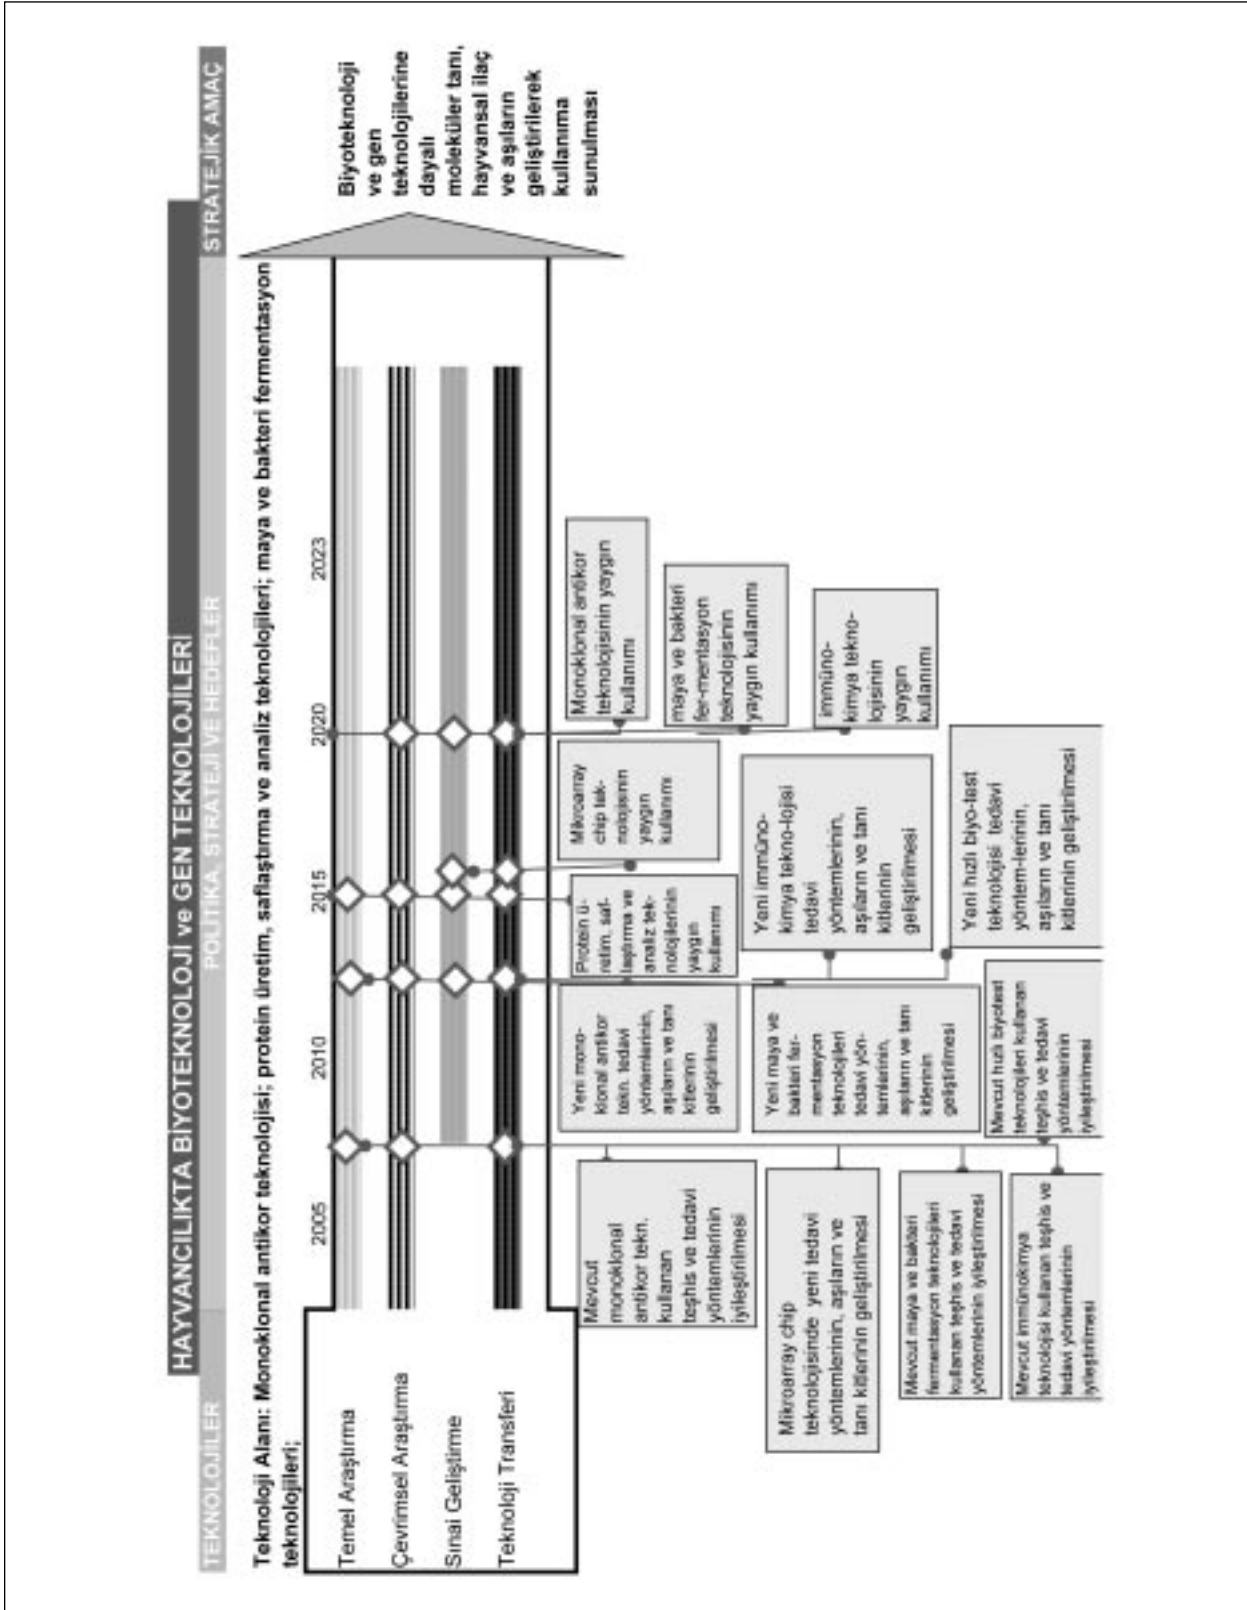 HAYVANCILIKTA BİYOTEKNOLOJİ ve GEN TEKNOLOJİLERİ
TEKNOLOJİLER
POLİTİKA, STRATEJİ VE HEDEFLER
STRATEJİK AMAÇ
Teknoloji Alanı: Monoklonal antikor teknolojisi; protein üretim, saflaştırma ve analiz teknolojileri; maya ve bakteri fermentasyon
teknolojileri;
2005
2010
2015
2020
2023
Temel Araştırma
Çevrimsel Araştırma
Sınai Geliştirme
Teknoloji Transferi
Biyoteknoloji
ve gen
teknolojilerine
dayalı
moleküler tanı,
hayvansal ilaç
ve aşıların
geliştirilerek
kullanıma
sunulması
Mevcut
monoklonal
antikor tekn.
kullanan
teşhis ve tedavi
yöntemlerinin
iyileştirilmesi
Mikroarray chip
teknolojisinde yeni tedavi
yöntemlerinin, aşıların ve
tanı kitlerinin geliştirilmesi
Mevcut maya ve bakteri
fermentasyon teknolojileri
kullanan teşhis ve tedavi
yöntemlerinin iyileştirilmesi
Mevcut immünokimya
teknolojisi kullanan teşhis ve
tedavi yöntemlerinin
iyileştirilmesi
Mevcut hızlı biyotest
teknolojileri kullanan
teşhis ve tedavi
yöntemlerinin
iyileştirilmesi
Yeni mono-
klonal antikor
tekn. tedavi
yöntemlerinin,
aşıların ve tanı
kitlerinin
geliştirilmesi
Yeni maya ve
bakteri fer-
mentasyon
teknolojileri
tedavi yön-
temlerinin,
aşıların ve tanı
kitlerinin
geliştirilmesi
Protein ü-
retim, saf-
laştırma ve
analiz tek-
nolojilerinin
yaygın
kullanımı
Yeni immüno-
kimya tekno-lojisi
tedavi
yöntemlerinin,
aşıların ve tanı
kitlerinin
geliştirilmesi
Yeni hızlı biyo-test
teknolojisi tedavi
yöntem-lerinin,
aşıların ve tanı
kitlerinin geliştirilmesi
Mikroarray
chip tek-
nolojisinin
yaygın
kullanımı
Monoklonal antikor
teknolojisinin yaygın
kullanımı
maya ve bakteri
fer-mentasyon
teknolojisinin
yaygın kullanımı
immüno-
kimya tekno-
lojisinin
yaygın
kullanımı